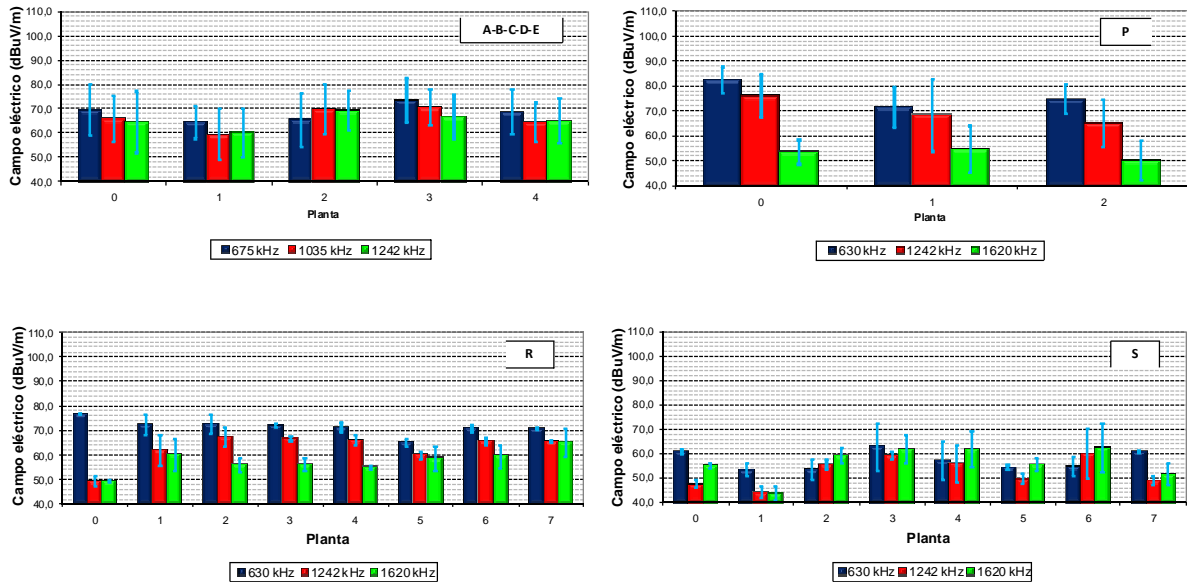 Campo eléctrico (dBuV/m)
110,0
100,0
90,0
80,0
70,0
60,0
50,0
40,0
A-B-C-D-E
0 1 2 3 4
Planta
675 kHz 1035 kHz 1242 kHz
Campo eléctrico (dBuV/m)
110,0
100,0
90,0
80,0
70,0
60,0
50,0
40,0
P
0 1 2
Planta
630 kHz 1242 kHz 1620 kHz
Campo eléctrico (dBuV/m)
110,0
100,0
90,0
80,0
70,0
60,0
50,0
40,0
R
0 1 2 3 4 5 6 7
Planta
630 kHz 1242 kHz 1620 kHz
Campo eléctrico (dBuV/m)
110,0
100,0
90,0
80,0
70,0
60,0
50,0
40,0
S
0 1 2 3 4 5 6 7
Planta
630 kHz 1242 kHz 1620 kHz